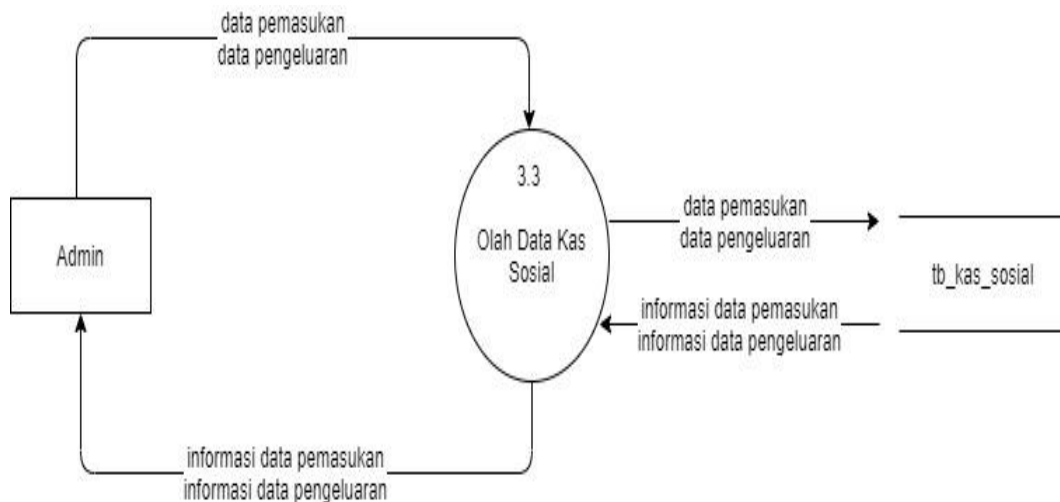 data pemasukan
data pengeluaran
3.3
Olah Data Kas
Sosial
Admin
data pemasukan
data pengeluaran
tb_kas_sosial
informasi data pemasukan
informasi data pengeluaran
informasi data pemasukan
informasi data pengeluaran